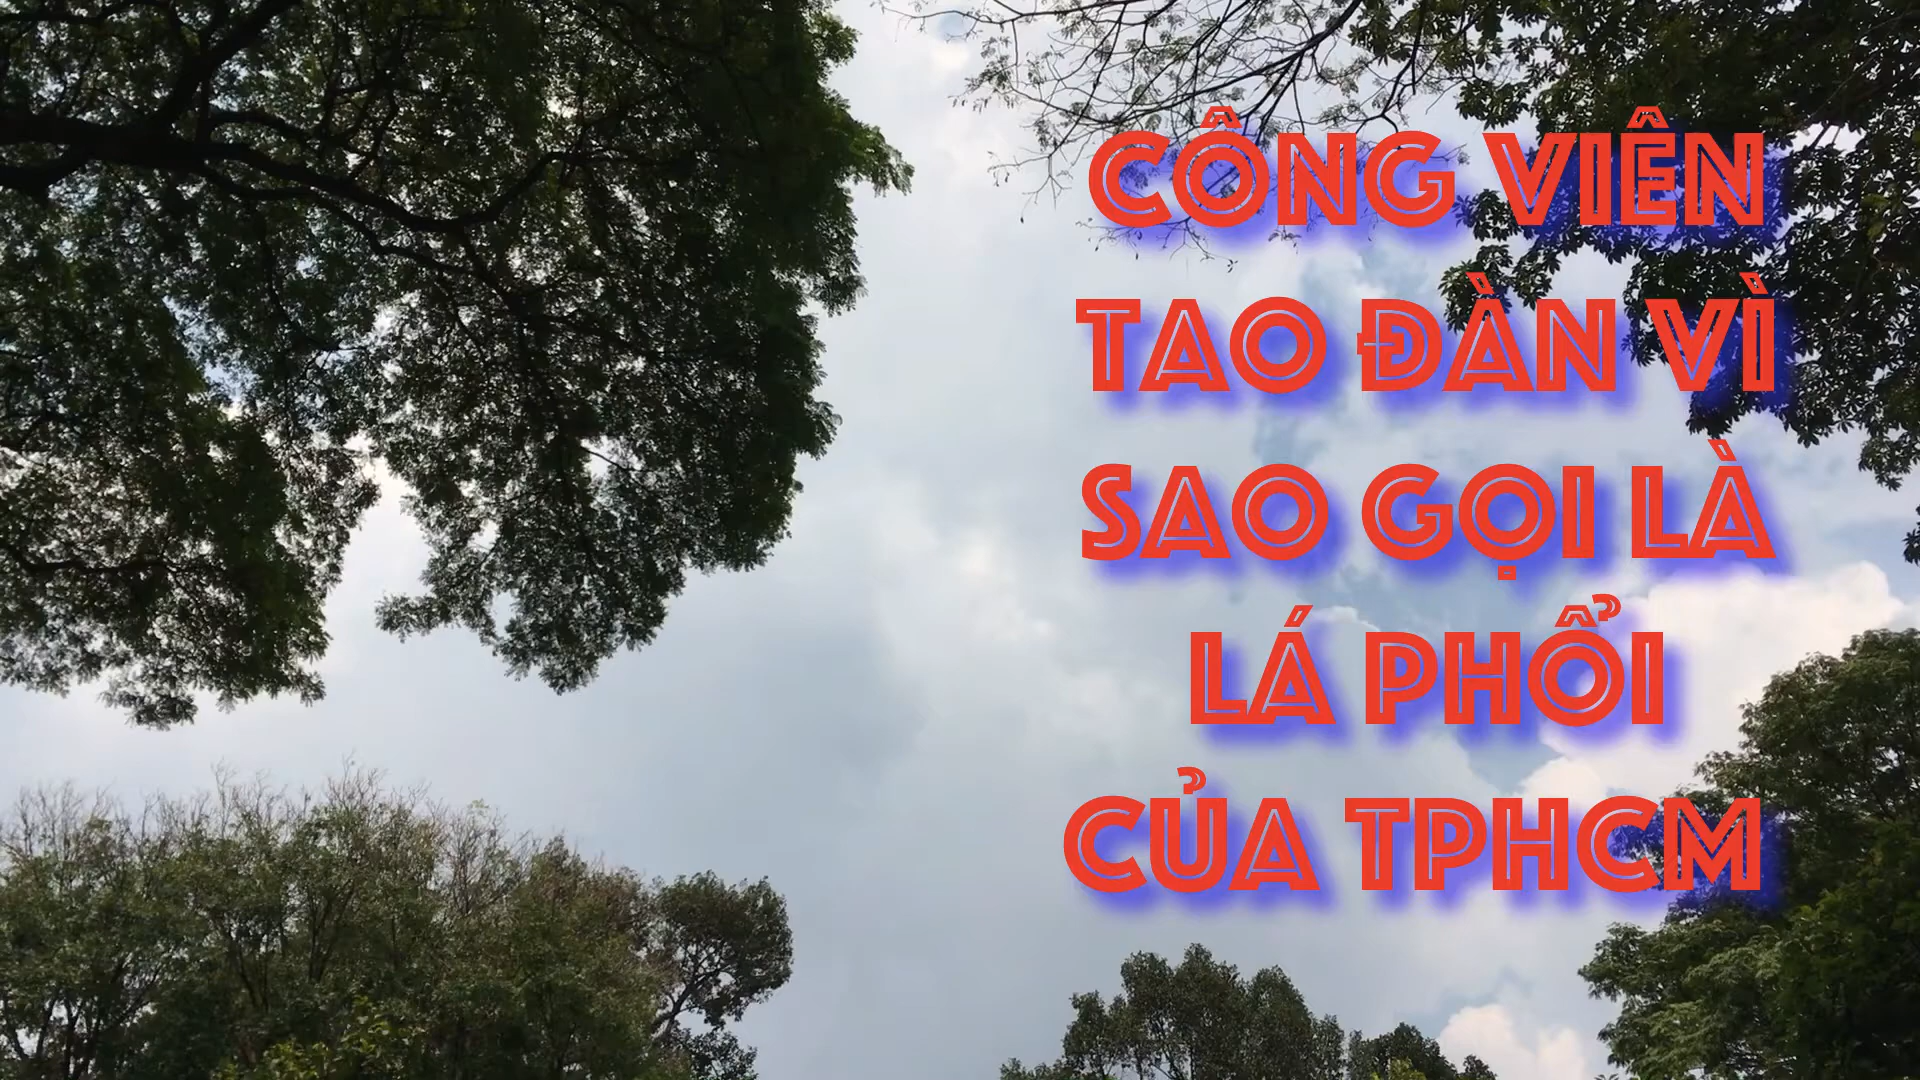 CÔNG VIÊN
TAO ĐÀN VÌ
SAO GỌI LÀ
LÁ PHỔI
CỦA TPHCM